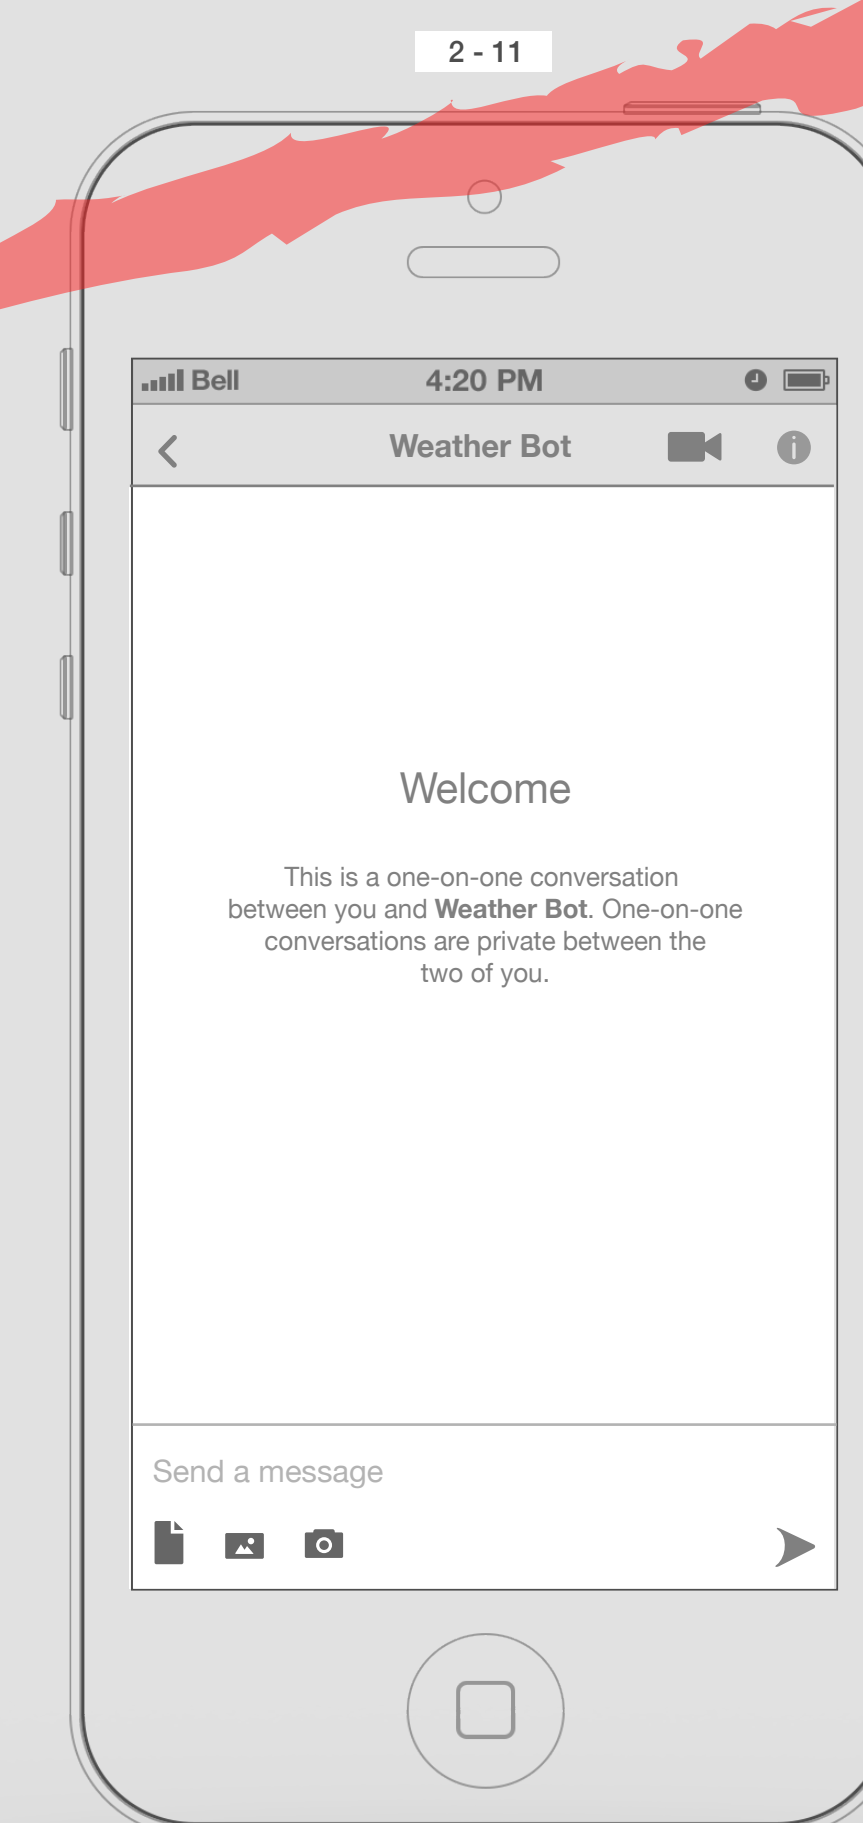 2 - 11
Bell 4:20 PM
Weather Bot
Welcome
This is a one-on-one conversation
between you and Weather Bot. One-on-one
conversations are private between the
two of you.
Send a message